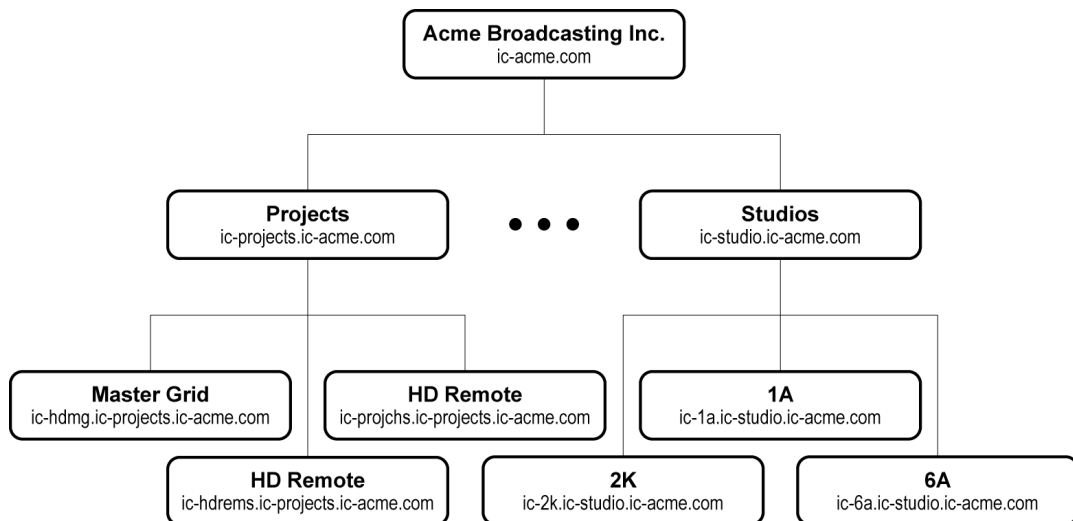 Acme Broadcasting Inc.
ic-acme.com
Projects
ic-projects.ic-acme.com
Studios
ic-studio.ic-acme.com
Master Grid
ic-hdmg.ic-projects.ic-acme.com
HD Remote
ic-projchs.ic-projects.ic-acme.com
1A
ic-1a.ic-studio.ic-acme.com
HD Remote
ic-hdrems.ic-projects.ic-acme.com
2K
ic-2k.ic-studio.ic-acme.com
6A
ic-6a.ic-studio.ic-acme.com